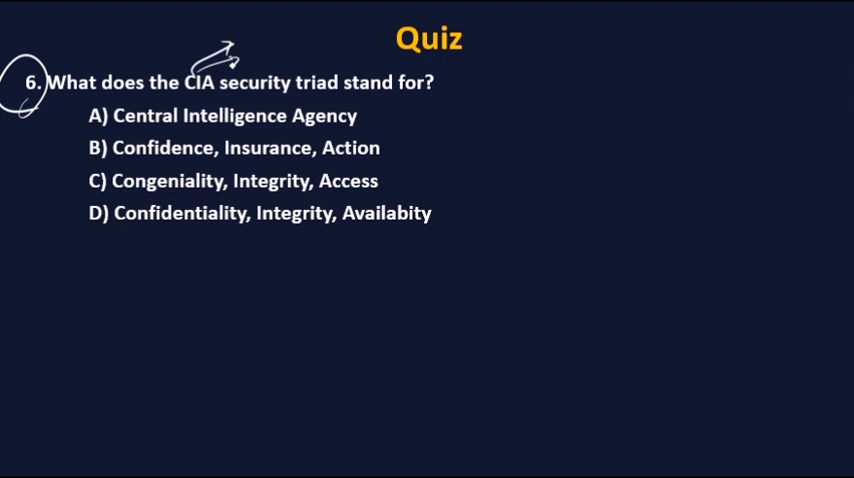 Quiz
6. What does the CIA security triad stand for?
A) Central Intelligence Agency
B) Confidence, Insurance, Action
C) Congeniality, Integrity, Access
D) Confidentiality, Integrity, Availabity